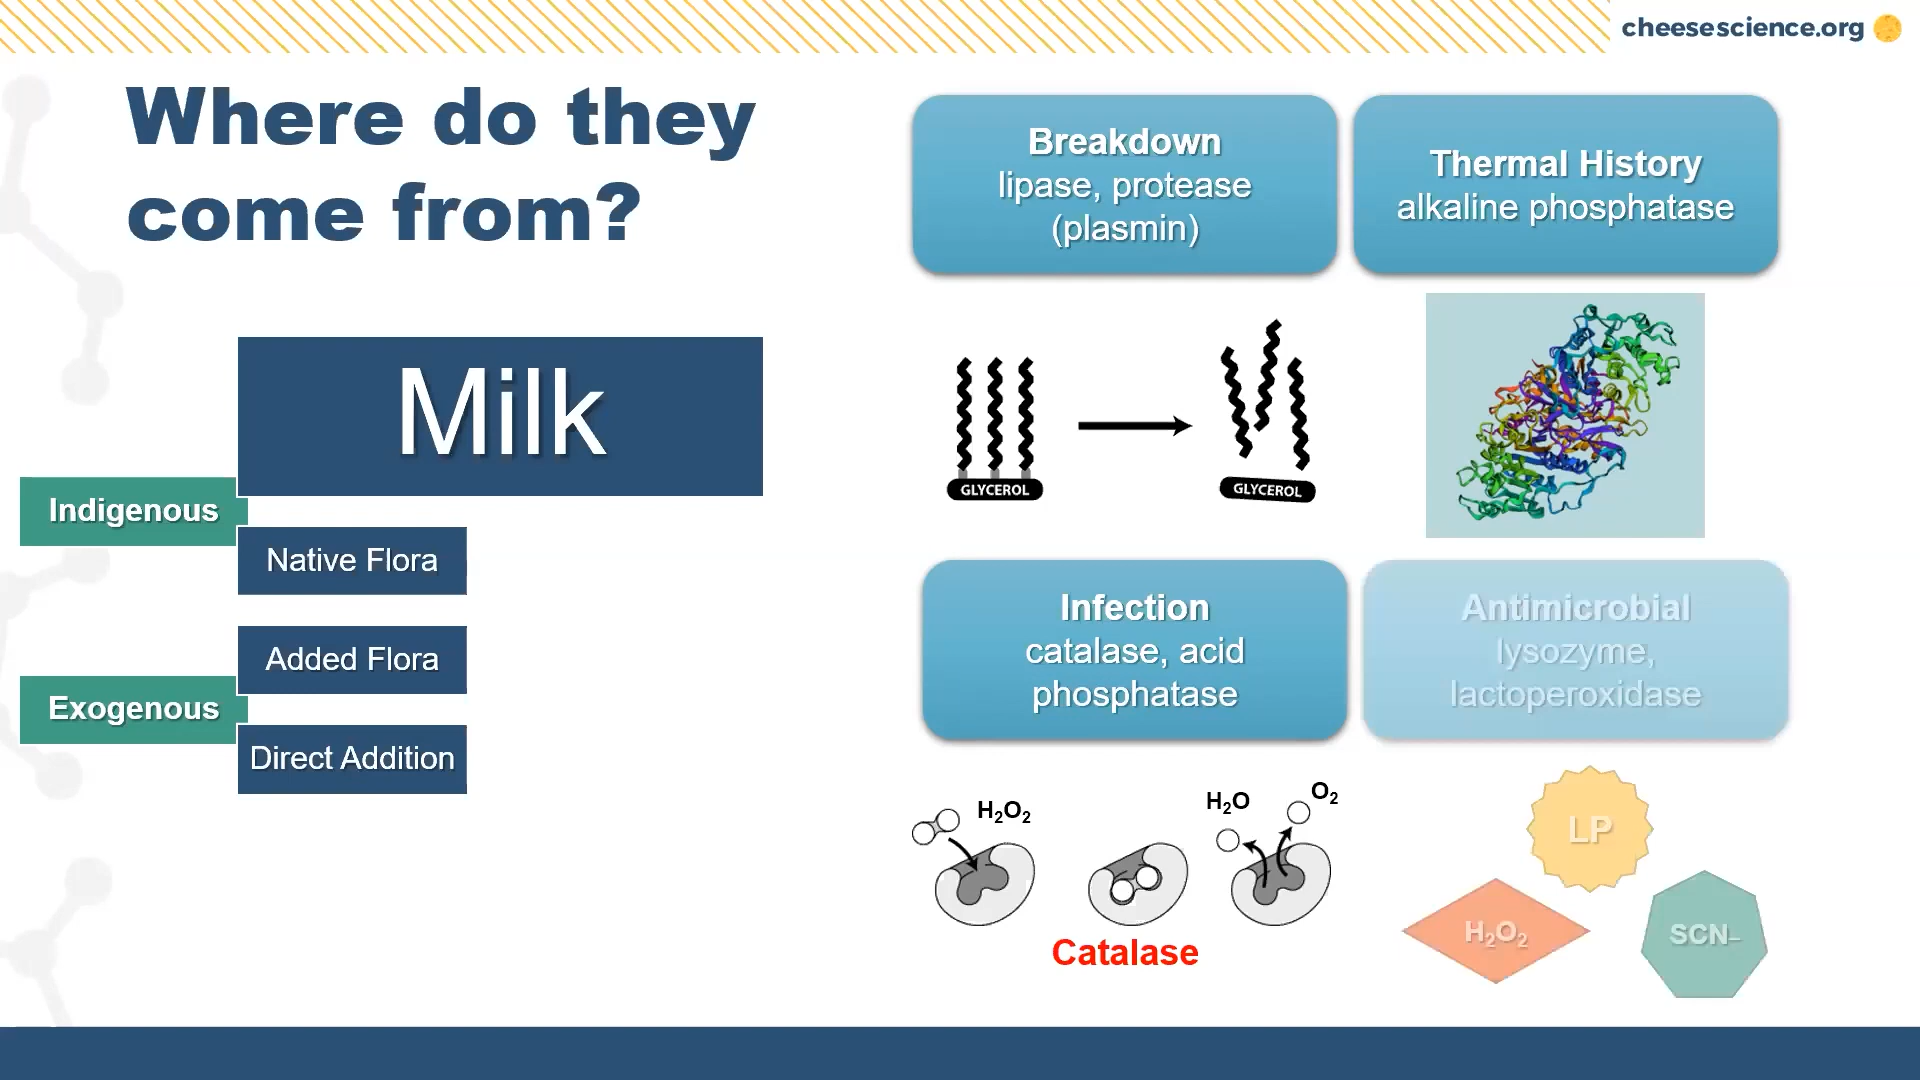 cheesescience.org
Where do they
come from?
Milk
Indigenous
Native Flora
Added Flora
Exogenous
Direct Addition
Breakdown
lipase, protease
(plasmin)
Thermal History
alkaline phosphatase
GLYCEROL
GLYCEROL
Infection
catalase, acid
phosphatase
Antimicrobial
lysozyme,
lactoperoxidase
H₂O₂
H₂O
O₂
Catalase
LP
H₂O₂
SCN–